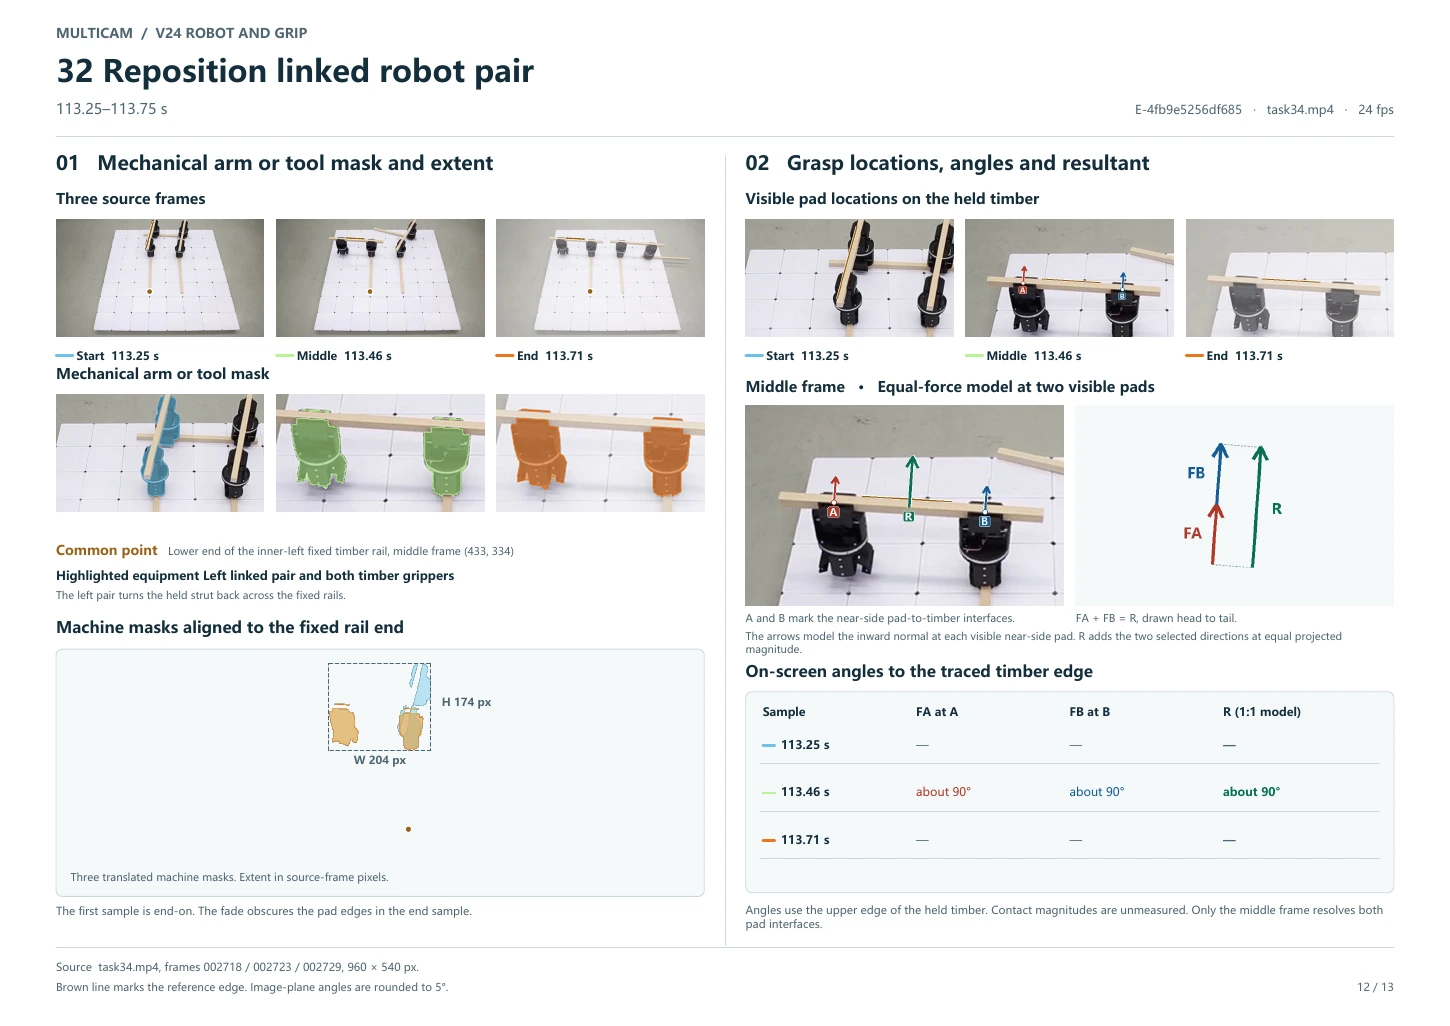 MULTICAM / V24 ROBOT AND GRIP
32 Reposition linked robot pair
113.25–113.75 s
E-4fb9e5256df685 · task34.mp4 · 24 fps
01 Mechanical arm or tool mask and extent
Three source frames
Start 113.25 s
Middle 113.46 s
End 113.71 s
Mechanical arm or tool mask
Common point Lower end of the inner-left fixed timber rail, middle frame (433, 334)
Highlighted equipment Left linked pair and both timber grippers
The left pair turns the held strut back across the fixed rails.
Machine masks aligned to the fixed rail end
H 174 px
W 204 px
Three translated machine masks. Extent in source-frame pixels.
The first sample is end-on. The fade obscures the pad edges in the end sample.
02 Grasp locations, angles and resultant
Visible pad locations on the held timber
A
B
Start 113.25 s
Middle 113.46 s
End 113.71 s
Middle frame • Equal-force model at two visible pads
A
R
B
FB
FA
R
A and B mark the near-side pad-to-timber interfaces.
FA + FB = R, drawn head to tail.
The arrows model the inward normal at each visible near-side pad. R adds the two selected directions at equal projected
magnitude.
On-screen angles to the traced timber edge
Sample FA at A FB at B R (1:1 model)
113.25 s — — —
113.46 s about 90° about 90° about 90°
113.71 s — — —
Angles use the upper edge of the held timber. Contact magnitudes are unmeasured. Only the middle frame resolves both
pad interfaces.
Source task34.mp4, frames 002718 / 002723 / 002729, 960 × 540 px.
Brown line marks the reference edge. Image-plane angles are rounded to 5°.
12 / 13